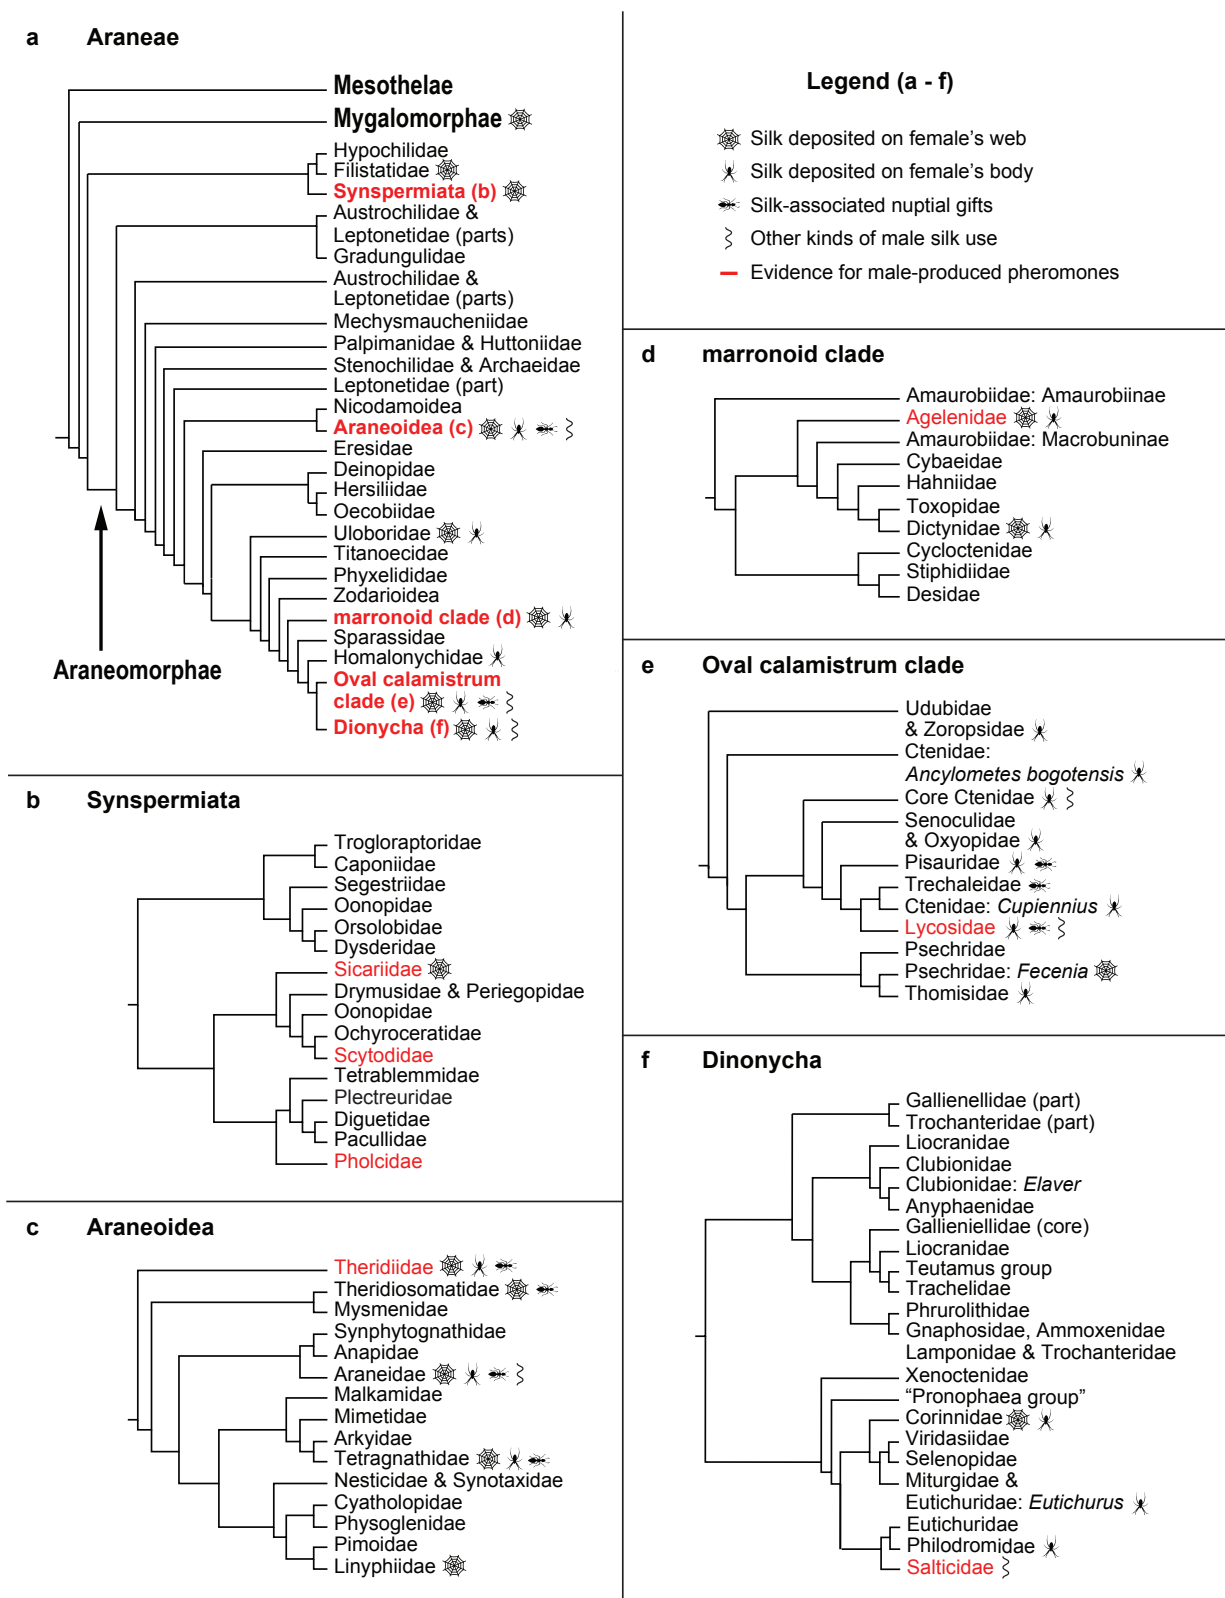 a Araneae
Mesothelae
Mygalomorphae
Hypochilidae
Filistatidae
Synspermiata (b)
Austrochilidae &
Leptonetidae (parts)
Gradungulidae
Austrochilidae &
Leptonetidae (parts)
Mechysmaucheniidae
Palpimanidae & Huttoniidae
Stenochilidae & Archaeidae
Leptonetidae (part)
Nicodamoidea
Araneoidea (c)
Eresidae
Deinopidae
Hersiliidae
Oecobiidae
Uloboridae
Titanoecidae
Phyxelididae
Zodarioidea
marronoid clade (d)
Sparassidae
Homalonychidae
Oval calamistrum
clade (e)
Dionycha (f)
Araneomorphae
b Synspermiata
Trogloraptoridae
Caponiidae
Segestriidae
Oonopidae
Orsolobidae
Dysderidae
Sicariidae
Drymusidae & Periegopidae
Oonopidae
Ochyroceratidae
Scytodidae
Tetrablemmidae
Plectreuridae
Diguetidae
Pacullidae
Pholcidae
c Araneoidea
Theridiidae
Theridiosomatidae
Mysmenidae
Synphytognathidae
Anapidae
Araneidae
Malkamidae
Mimetidae
Arkyidae
Tetragnathidae
Nesticidae & Synotaxidae
Cyatholopidae
Physoglenidae
Pimoidae
Linyphiidae
Legend (a - f)
Silk deposited on female's web
Silk deposited on female's body
Silk-associated nuptial gifts
Other kinds of male silk use
Evidence for male-produced pheromones
d marronoid clade
Amaurobiidae: Amaurobiinae
Agelenidae
Amaurobiidae: Macrobuninae
Cybaeidae
Hahniidae
Toxopidae
Dictynidae
Cycloctenidae
Stiphidiidae
Desidae
e Oval calamistrum clade
Udubidae
& Zoropsidae
Ctenidae:
Ancylometes bogotensis
Core Ctenidae
Senoculidae
& Oxyopidae
Pisauridae
Trechaleidae
Ctenidae: Cupiennius
Lycosidae
Psechridae
Psechridae: Fecenia
Thomisidae
f Dinonycha
Gallienellidae (part)
Trochanteridae (part)
Liocranidae
Clubionidae
Clubionidae: Elaver
Anyphaenidae
Gallieniellidae (core)
Liocranidae
Teutamus group
Trachelidae
Phrurolithidae
Gnaphosidae, Ammoxenidae
Lamponidae & Trochanteridae
Xenoctenidae
“Pronophaea group”
Corinnidae
Viridasiidae
Selenopidae
Miturgidae &
Eutichuridae: Eutichurus
Eutichuridae
Philodromidae
Salticidae